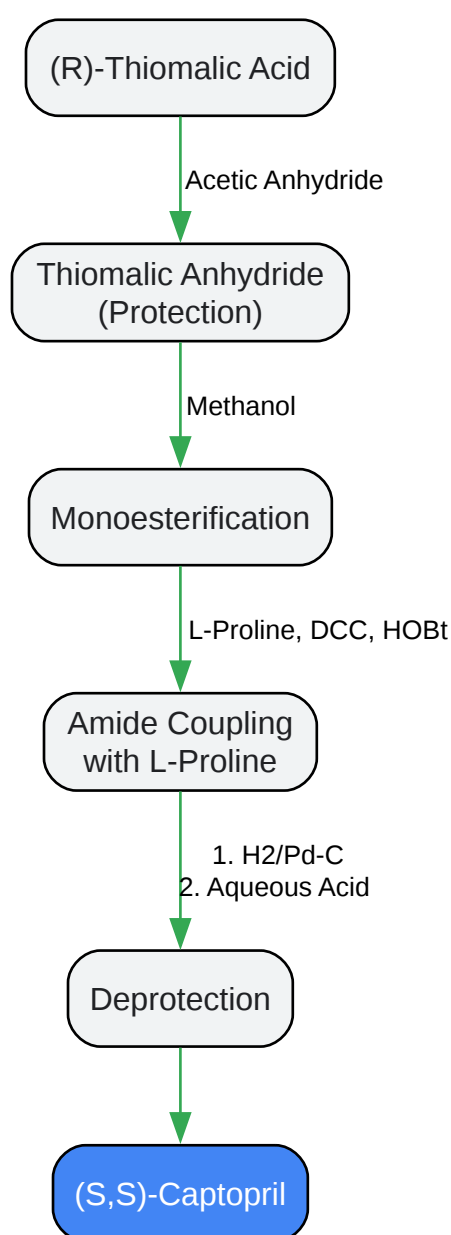 (R)-Thiomalic Acid
Acetic Anhydride
Thiomalic Anhydride
(Protection)
Methanol
Monoesterification
L-Proline, DCC, HOBt
Amide Coupling
with L-Proline
1. H2/Pd-C
2. Aqueous Acid
Deprotection
(S,S)-Captopril